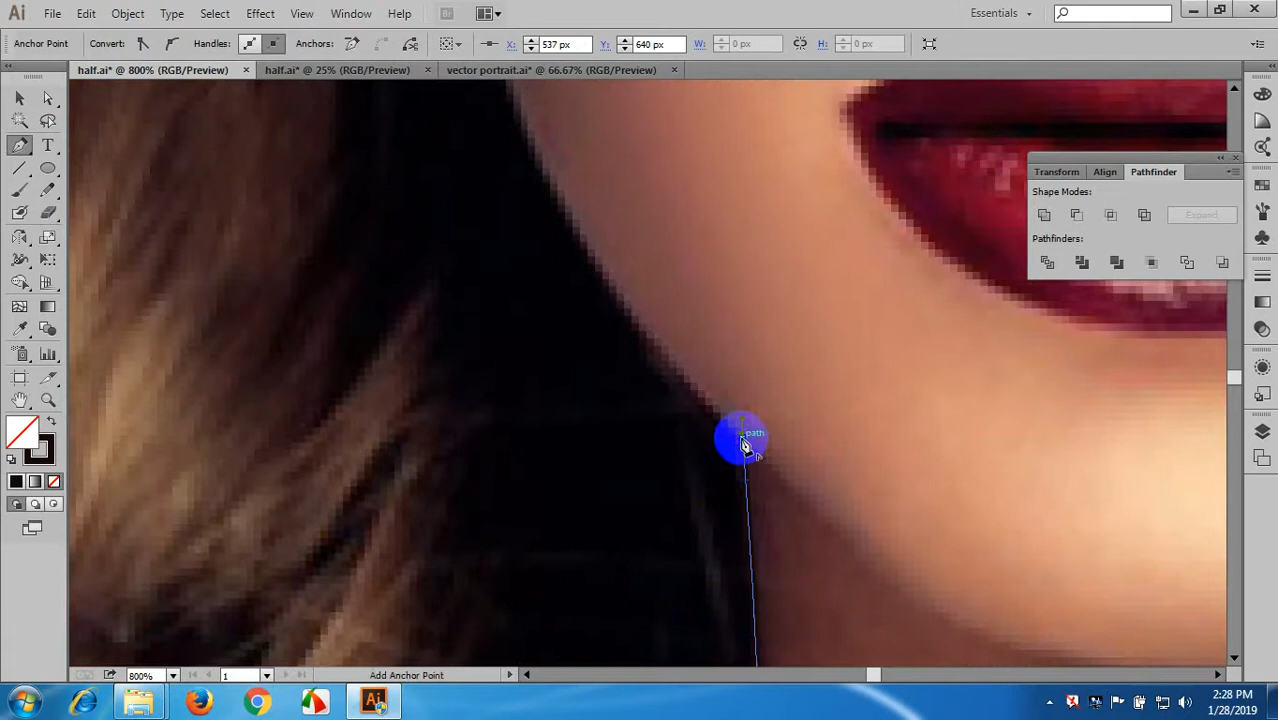 Ai File Edit Object Type Select Effect View Window Help Br Essentials
Anchor Point Convert: Handles: Anchors: X: 537 px Y: 640 px W: 0 px H: 0 px
half.ai* @ 800% (RGB/Preview) × half.ai* @ 25% (RGB/Preview) × vector portrait.ai* @ 66.67% (RGB/Preview) ×
Transform Align Pathfinder
Shape Modes:
Expand
Pathfinders:
path
800% 1 Add Anchor Point
Ai
2:28 PM
1/28/2019